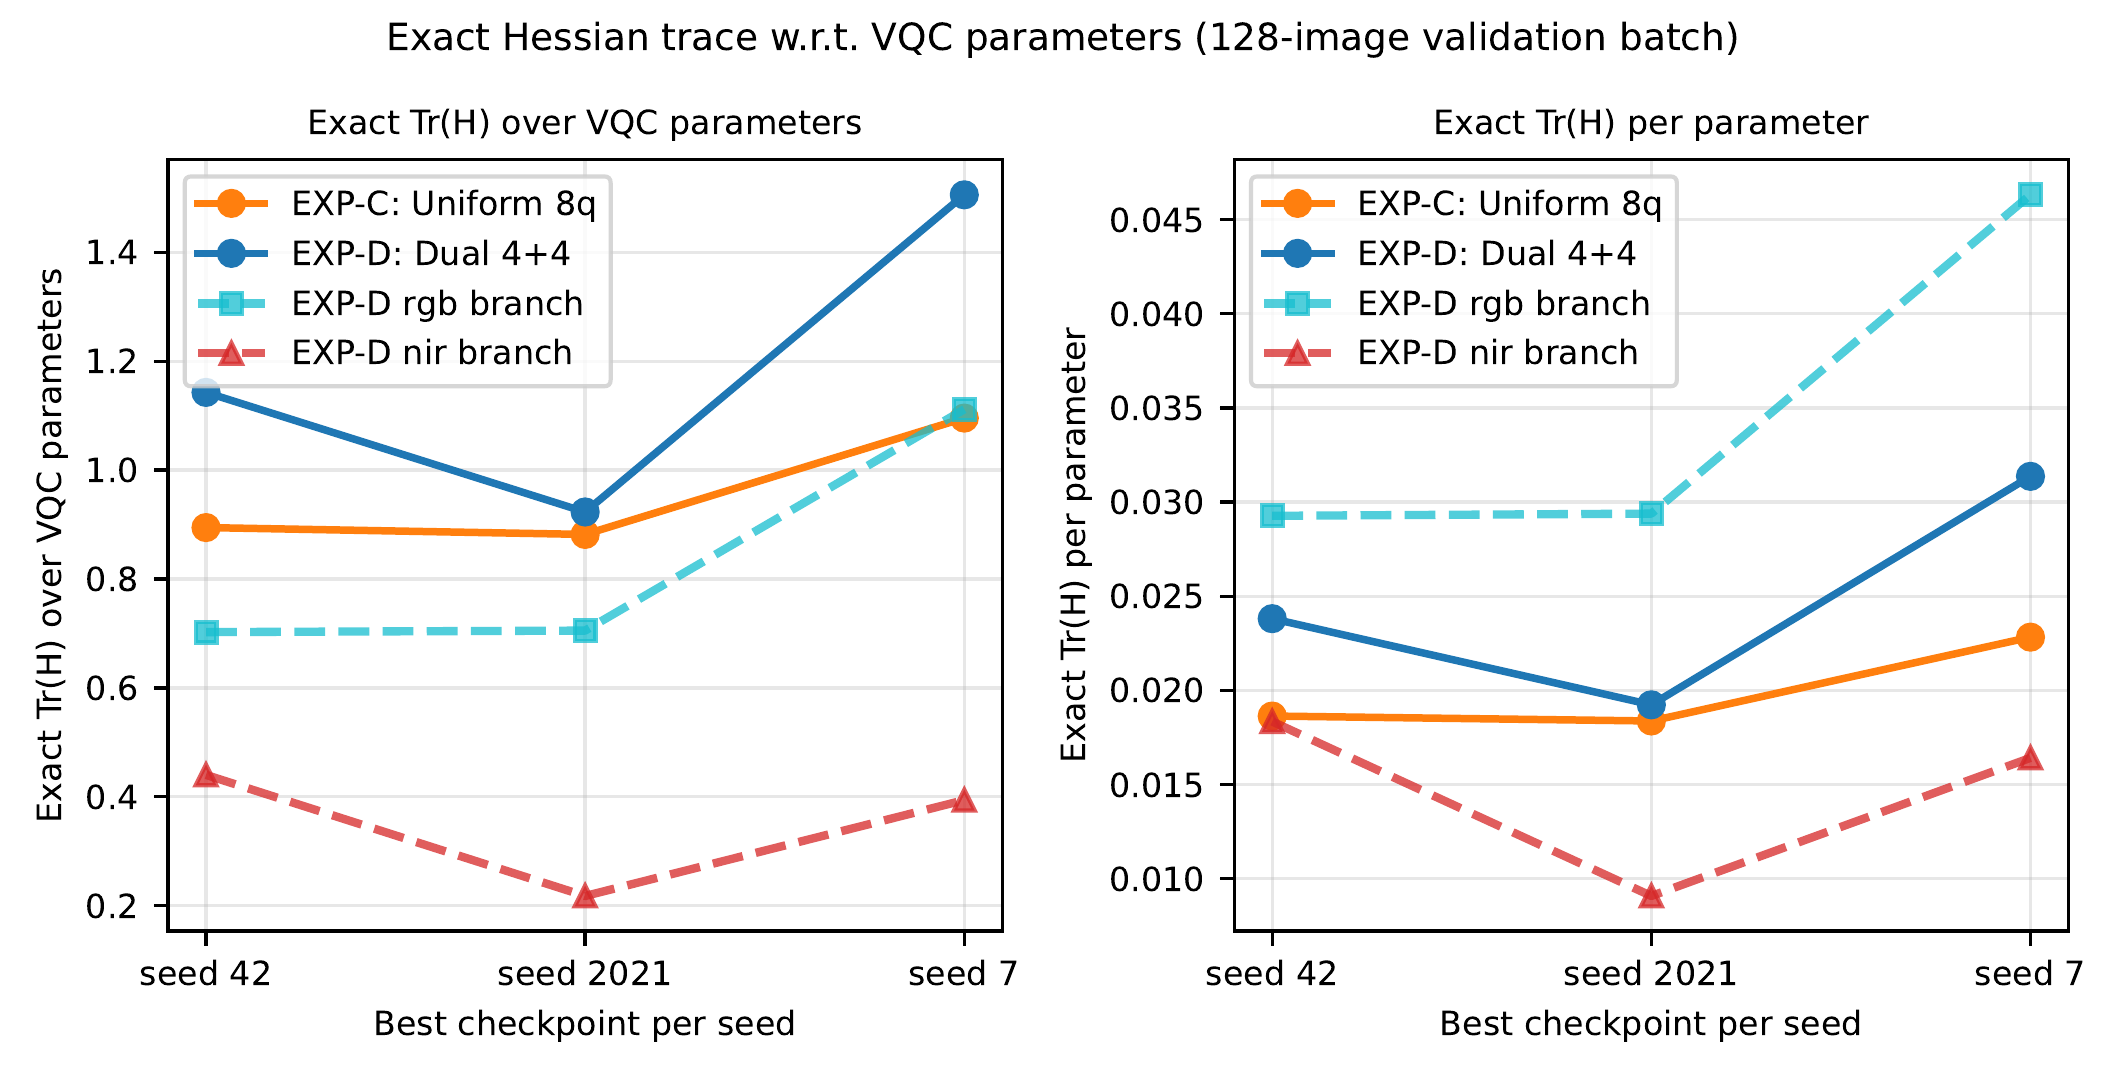 Exact Hessian trace w.r.t. VQC parameters (128-image validation batch)
Exact Tr(H) over VQC parameters
EXP-C: Uniform 8q
EXP-D: Dual 4+4
EXP-D rgb branch
EXP-D nir branch
Exact Tr(H) over VQC parameters
1.4
1.2
1.0
0.8
0.6
0.4
0.2
seed 42
seed 2021
seed 7
Best checkpoint per seed
Exact Tr(H) per parameter
EXP-C: Uniform 8q
EXP-D: Dual 4+4
EXP-D rgb branch
EXP-D nir branch
Exact Tr(H) per parameter
0.045
0.040
0.035
0.030
0.025
0.020
0.015
0.010
seed 42
seed 2021
seed 7
Best checkpoint per seed